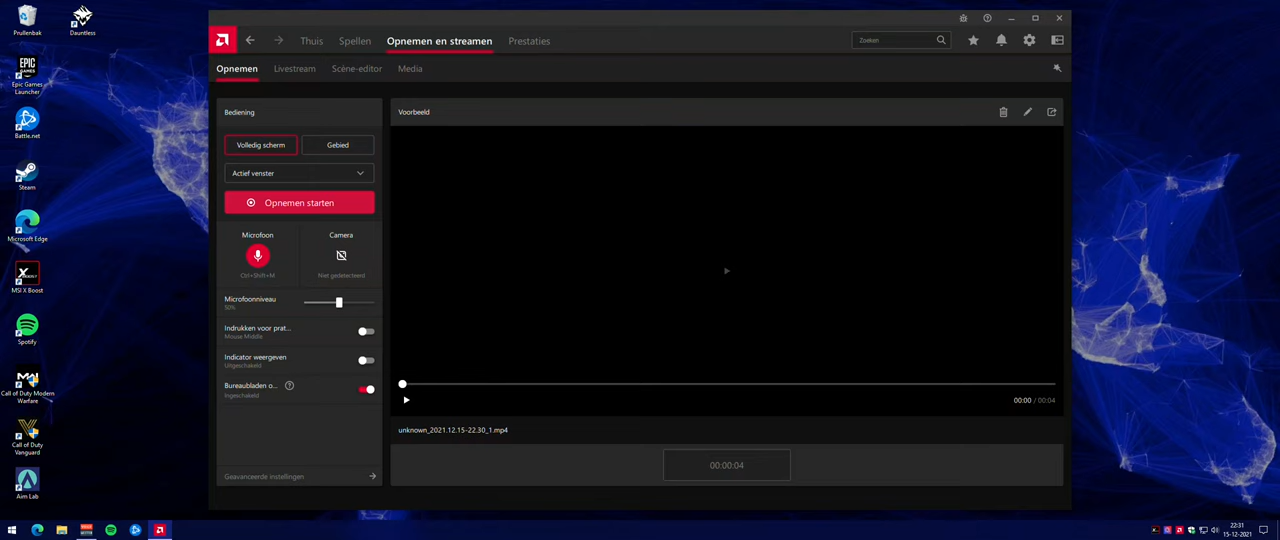 Prullenbak
Dauntless
Epic Games
Launcher
Battle.net
Steam
Microsoft Edge
MSI X Boost
Spotify
Call of Duty Modern
Warfare
Call of Duty
Vanguard
Aim Lab
Thuis
Spellen
Opnemen en streamen
Prestaties
Zoeken
Opnemen
Livestream
Scène-editor
Media
Bediening
Volledig scherm
Gebied
Actief venster
Opnemen starten
Microfoon
Camera
Ctrl+Shift+M
Niet gedetecteerd
Microfoonniveau
50%
Indrukken voor prat...
Mouse Middle
Indicator weergeven
Uitgeschakeld
Bureaubladen o...
Ingeschakeld
Geavanceerde instellingen
Voorbeeld
00:00 / 00:04
unknown_2021.12.15-22.30_1.mp4
00:00:04
22:31
15-12-2021